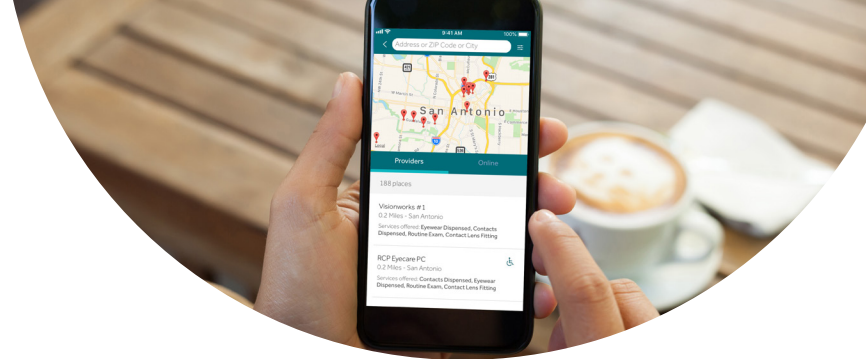 9:41 AM
100%
Address or ZIP Code or City
San Antonio
Providers
Online
188 places
Visionworks #1
0.2 Miles - San Antonio
Services offered: Eyewear Dispensed, Contacts
Dispensed, Routine Exam, Contact Lens Fitting
RCP Eyecare PC
0.2 Miles - San Antonio
Services offered: Contacts Dispensed, Eyewear
Dispensed, Routine Exam, Contact Lens Fitting